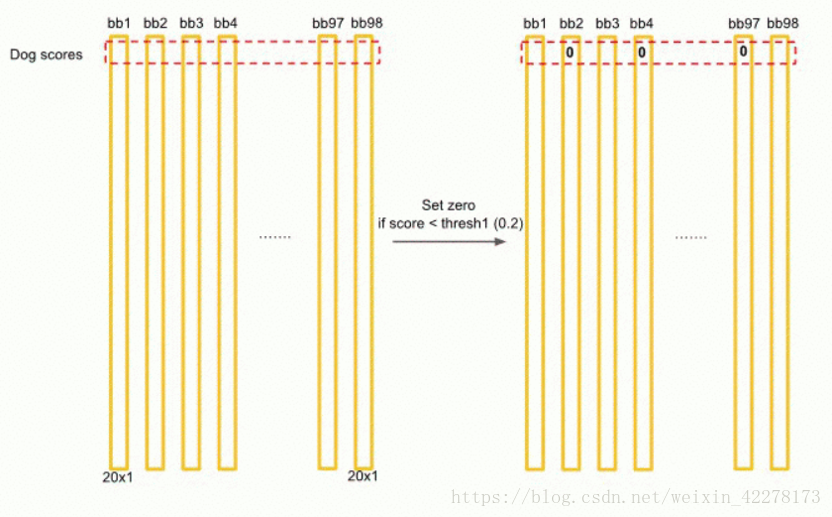 bb1 bb2 bb3 bb4 bb97 bb98 bb1 bb2 bb3 bb4 bb97 bb98
Dog scores
0 0 0
Set zero
if score < thresh1 (0.2)
....... .......
20x1 20x1
https://blog.csdn.net/weixin_42278173